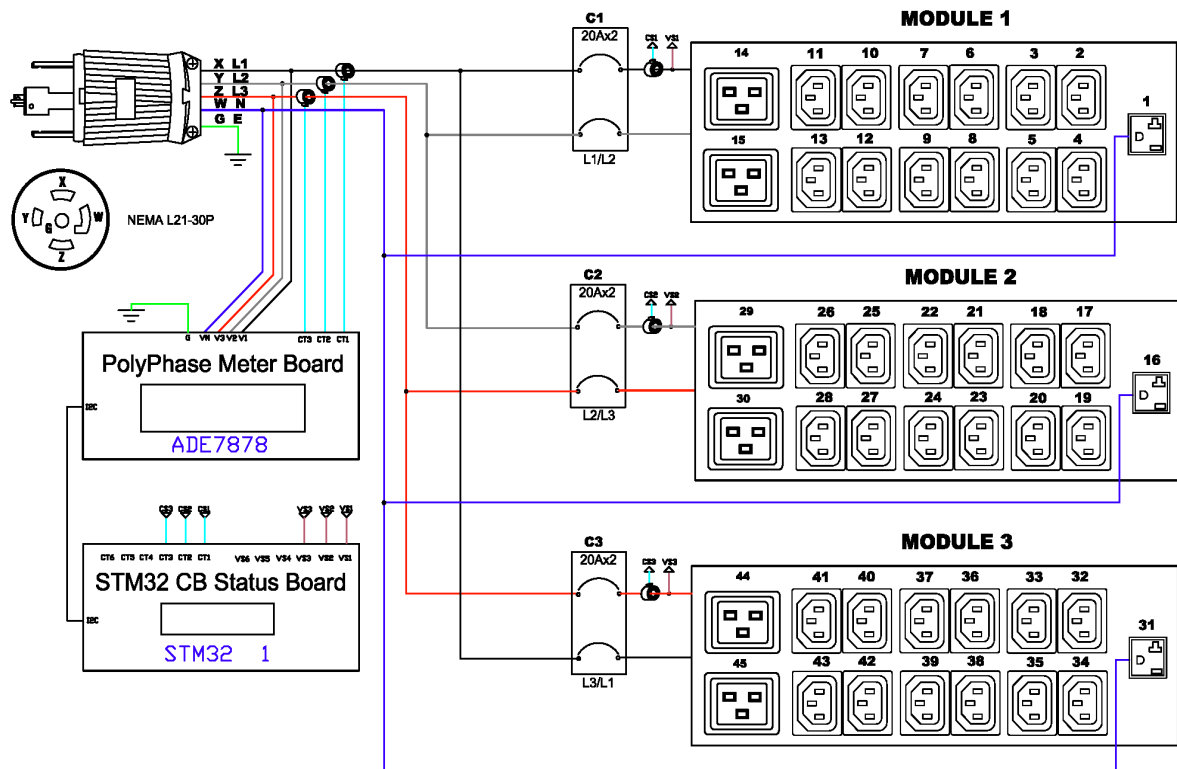 C1
MODULE 1
20Ax2
CS1 VS1
14 11 10 7 6 3 2
1
15 13 12 9 8 5 4
L1/L2
X L1
Y L2
Z L3
W N
G E
X
Y W
G
Z
NEMA L21-30P
C2
MODULE 2
20Ax2
CS2 VS2
29 26 25 22 21 18 17
16
30 28 27 24 23 20 19
L2/L3
G VN V3 V2 V1 CT3 CT2 CT1
PolyPhase Meter Board
I2C
ADE7878
C3
MODULE 3
20Ax2
CS3 VS3
44 41 40 37 36 33 32
31
45 43 42 39 38 35 34
L3/L1
CS3 CS2 CS1 VS3 VS2 VS1
CT6 CT5 CT4 CT3 CT2 CT1 VS6 VS5 VS4 VS3 VS2 VS1
STM32 CB Status Board
I2C
STM32 1